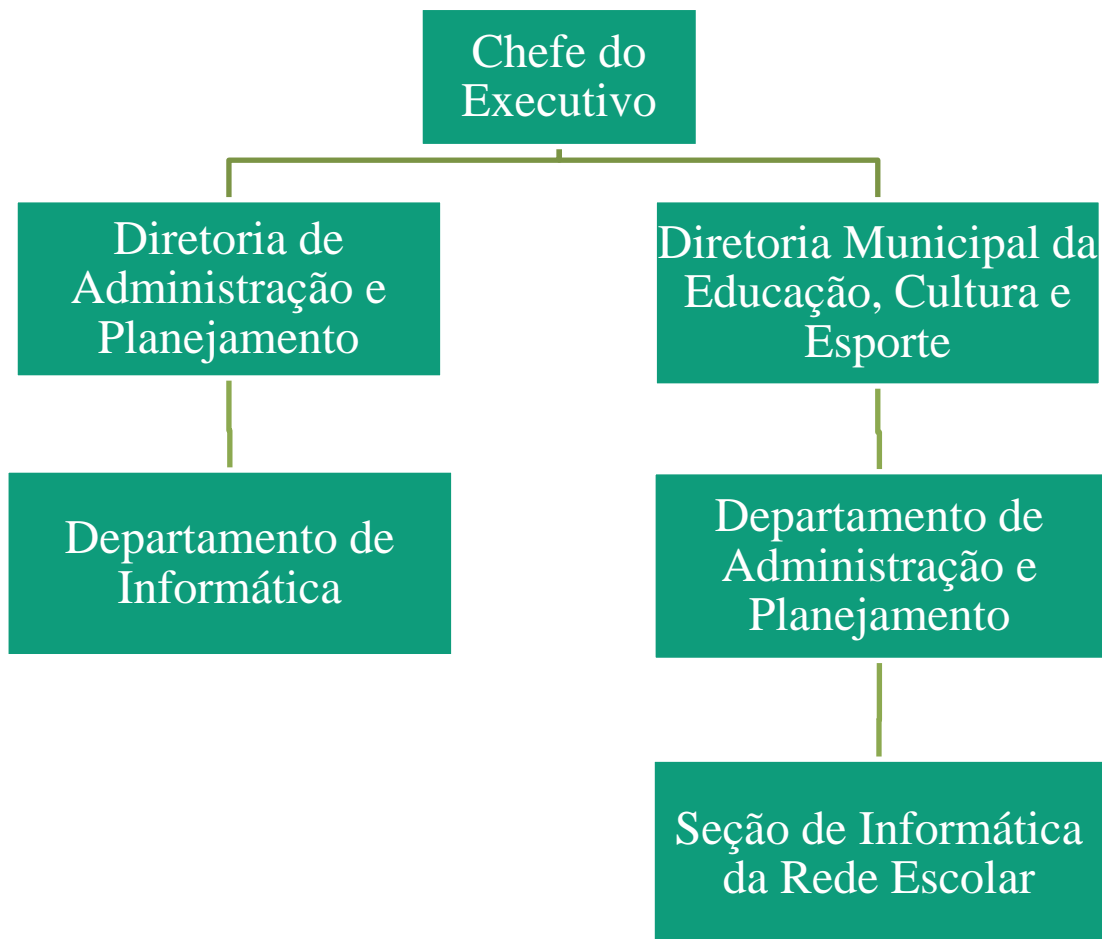 Chefe do
Executivo
Diretoria de
Administração e
Planejamento
Diretoria Municipal da
Educação, Cultura e
Esporte
Departamento de
Informática
Departamento de
Administração e
Planejamento
Seção de Informática
da Rede Escolar